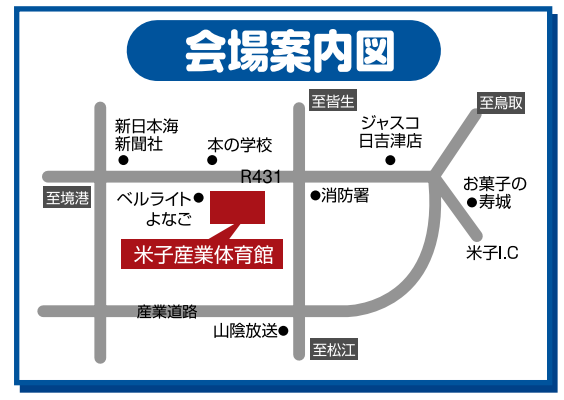 会場案内図
至皆生
至鳥取
新日本海
新聞社
本の学校
ジャスコ
日吉津店
R431
至境港
ベルライト
よなご
消防署
お菓子の
寿城
米子産業体育館
米子I.C
産業道路
山陰放送
至松江